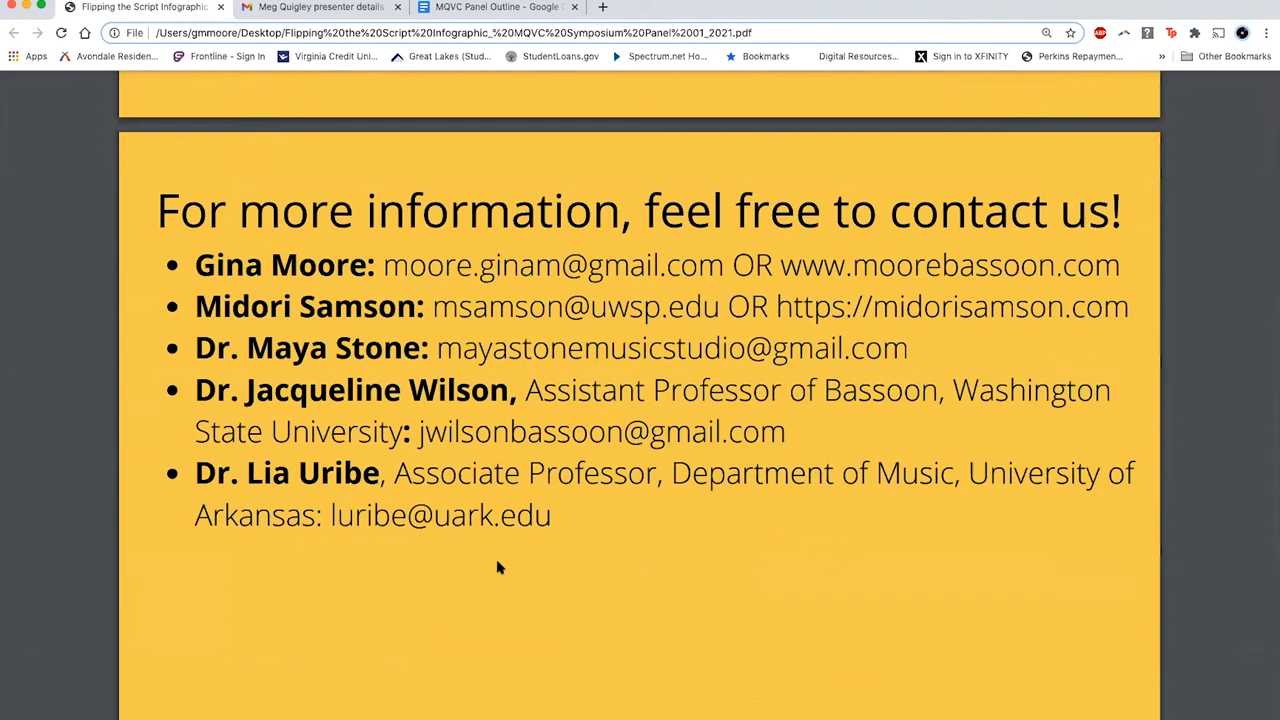 Flipping the Script Infographic
Meg Quigley presenter details
MQVC Panel Outline - Google D
File
/Users/gmmoore/Desktop/Flipping%20the%20Script%20Infographic_%20MQVC%20Symposium%20Panel%2001_2021.pdf
Apps
Avondale Residen...
Frontline - Sign In
Virginia Credit Uni...
Great Lakes (Stud...
StudentLoans.gov
Spectrum.net Ho...
Bookmarks
Digital Resources...
Sign in to XFINITY
Perkins Repaymen...
»
Other Bookmarks
For more information, feel free to contact us!
• Gina Moore: moore.ginam@gmail.com OR www.moorebassoon.com
• Midori Samson: msamson@uwsp.edu OR https://midorisamson.com
• Dr. Maya Stone: mayastonemusicstudio@gmail.com
• Dr. Jacqueline Wilson, Assistant Professor of Bassoon, Washington
State University: jwilsonbassoon@gmail.com
• Dr. Lia Uribe, Associate Professor, Department of Music, University of
Arkansas: luribe@uark.edu